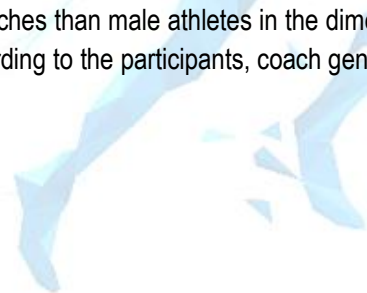 ches than male athletes in the dime
rding to the participants, coach gen